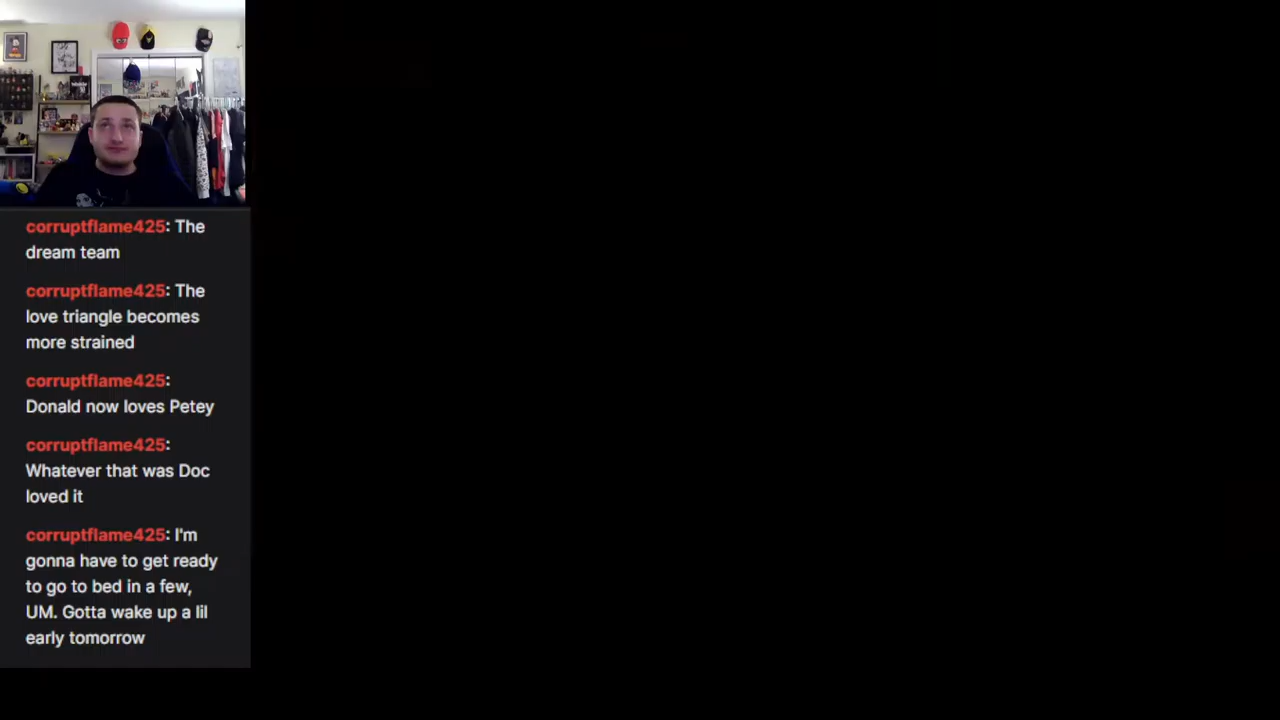 corruptflame425: The
dream team
corruptflame425: The
love triangle becomes
more strained
corruptflame425:
Donald now loves Petey
corruptflame425:
Whatever that was Doc
loved it
corruptflame425: I'm
gonna have to get ready
to go to bed in a few,
UM. Gotta wake up a lil
early tomorrow